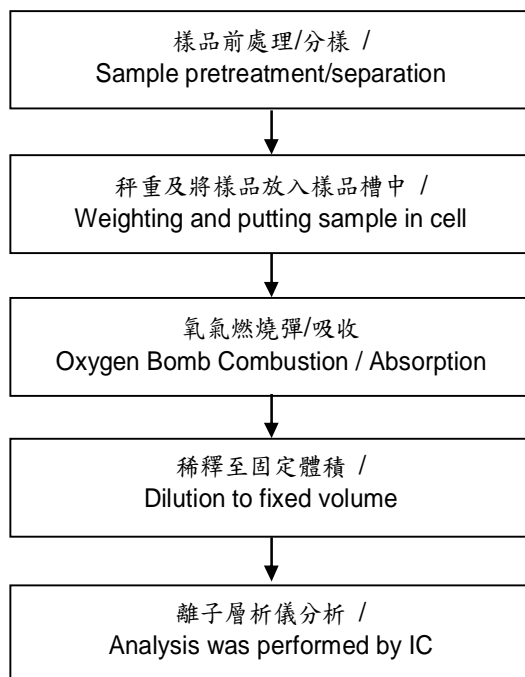 樣品前處理/分樣 /
Sample pretreatment/separation
秤重及將樣品放入樣品槽中 /
Weighting and putting sample in cell
氧氣燃燒彈/吸收
Oxygen Bomb Combustion / Absorption
稀釋至固定體積 /
Dilution to fixed volume
離子層析儀分析 /
Analysis was performed by IC